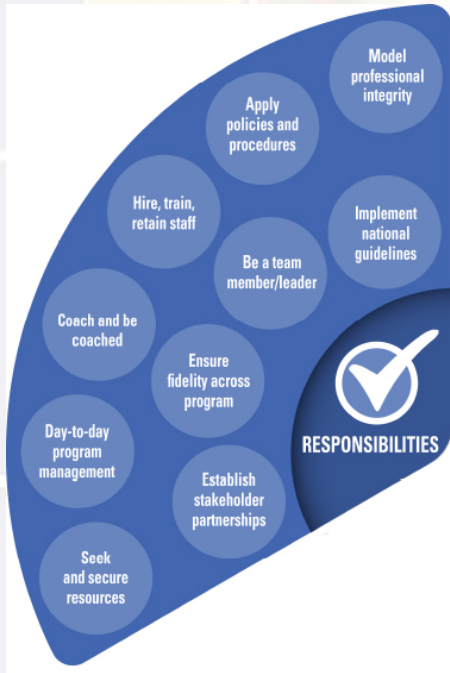 Model
professional
integrity
Apply
policies and
procedures
Hire, train,
retain staff
Implement
national
guidelines
Be a team
member/leader
Coach and be
coached
Ensure
fidelity across
program
RESPONSIBILITIES
Day-to-day
program
management
Establish
stakeholder
partnerships
Seek
and secure
resources